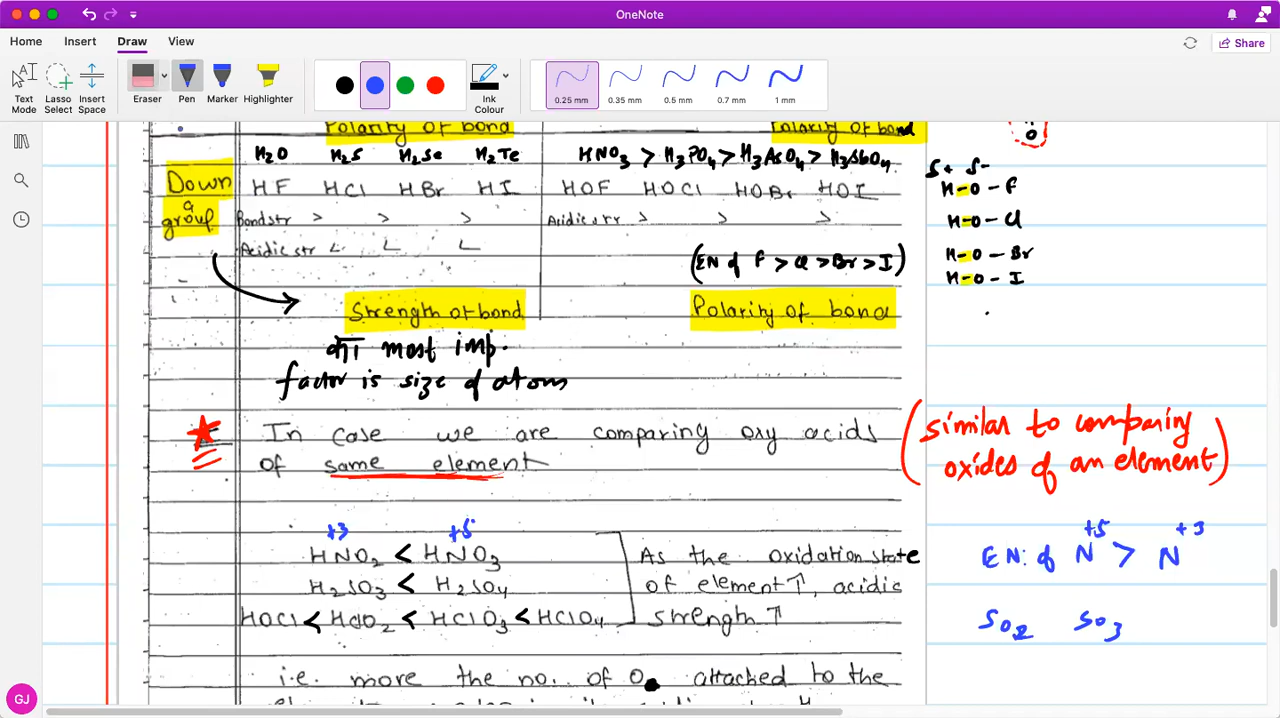 OneNote
Home Insert Draw View
Share
Text Mode
Lasso Select
Insert Space
Eraser
Pen
Marker
Highlighter
Ink Colour
0.25 mm
0.35 mm
0.5 mm
0.7 mm
1 mm
Polarity of bond Polarity of bond
H2O H2S H2Se H2Te HNO3 > H3PO4 > H3AsO4 > H3SbO4
Down a group
HF HCl HBr HI HOF HOCl HOBr HOI
Bond str > > > Acidic str > > >
Acidic str < < <
(EN of F > Cl > Br > I)
Strength of bond Polarity of bond
most imp.
factor is size of atom
δ+ δ-
H-O-F
H-O-Cl
H-O-Br
H-O-I
In case we are comparing oxy acids
of same element
(similar to comparing
oxides of an element)
+3 +5
HNO2 < HNO3
H2SO3 < H2SO4
HOCl < HClO2 < HClO3 < HClO4
As the oxidation state
of element ↑, acidic
strength ↑
+5 +3
EN: of N > N
SO2 SO3
i.e. more the no. of O attached to the
GJ